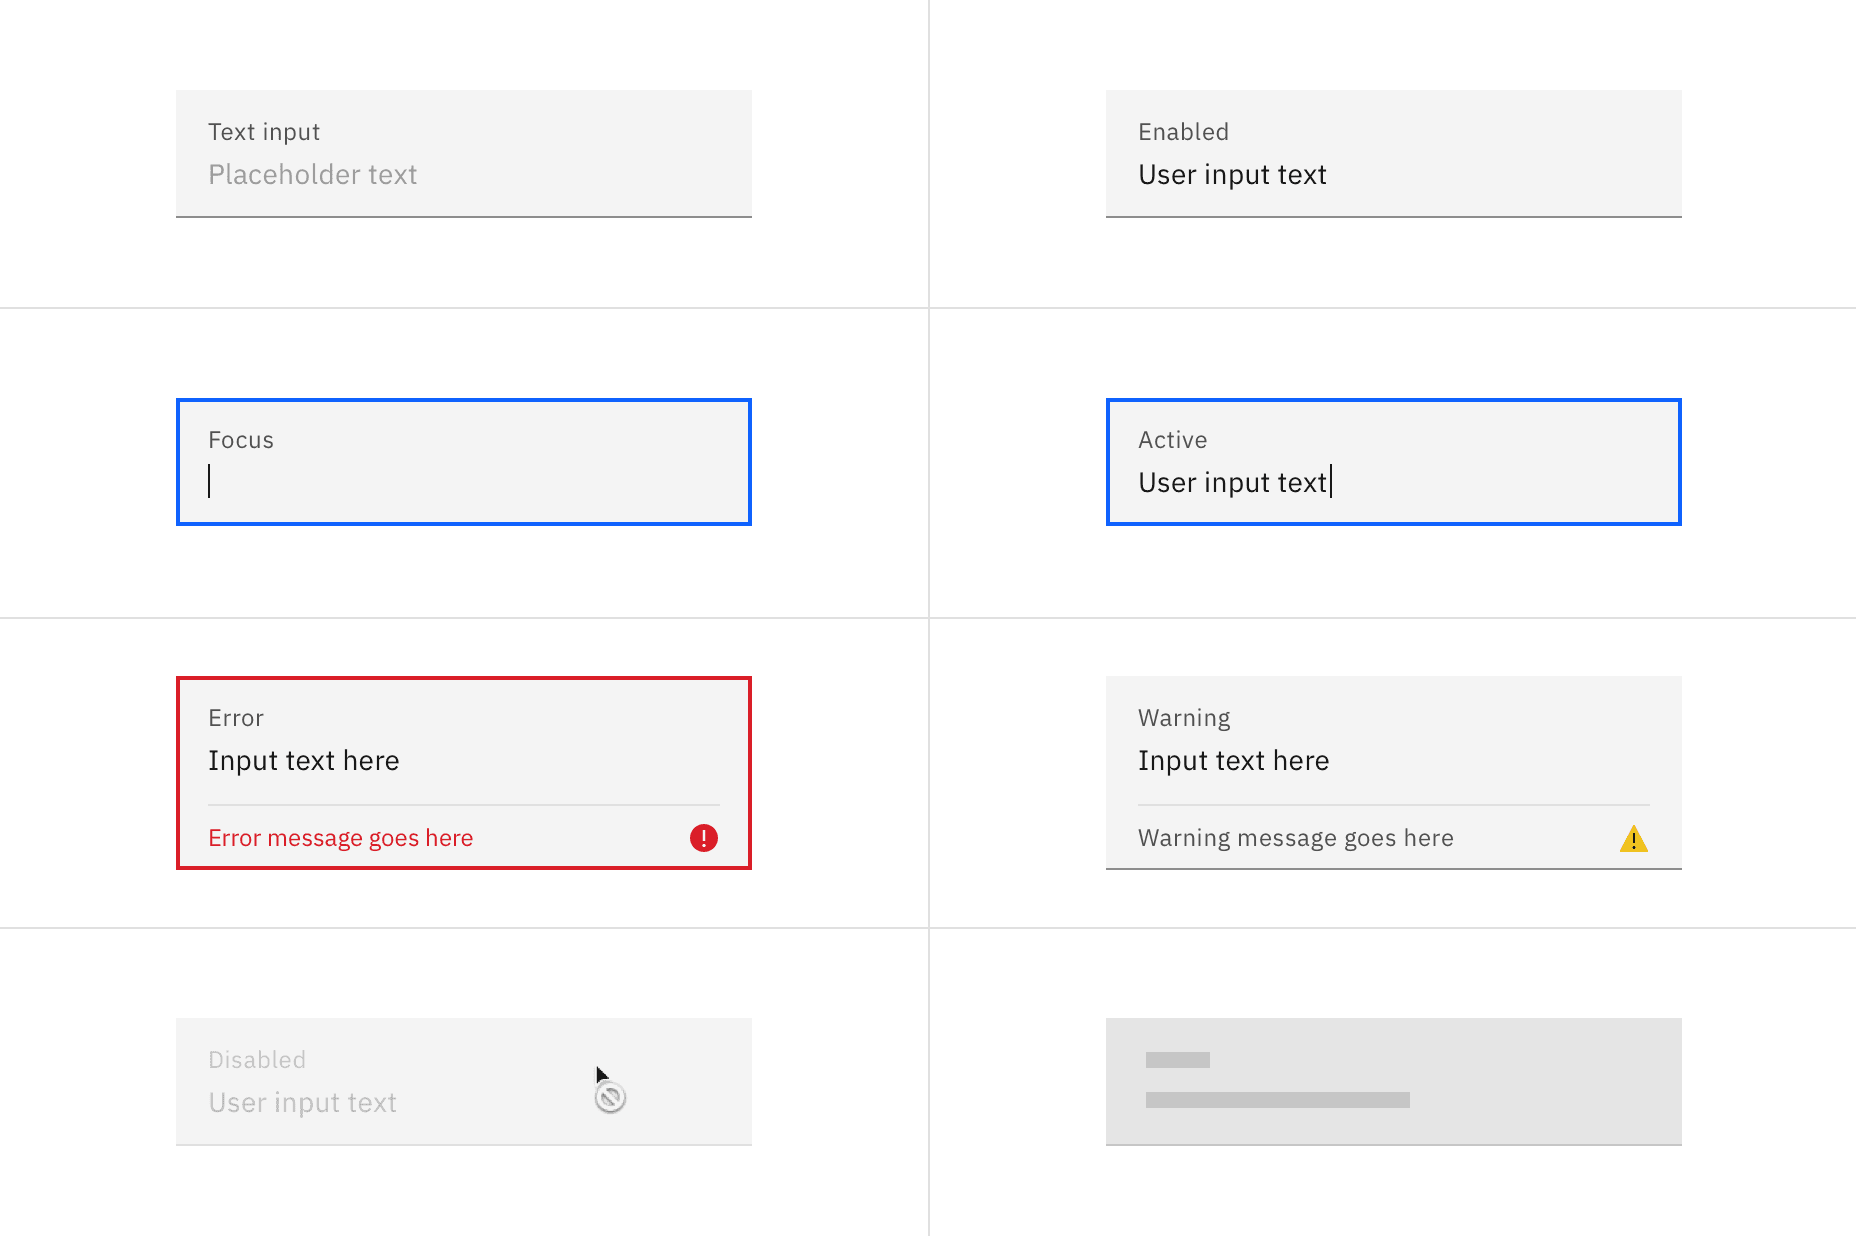 Text input
Placeholder text
Enabled
User input text
Focus
Active
User input text
Error
Input text here
Error message goes here
Warning
Input text here
Warning message goes here
Disabled
User input text